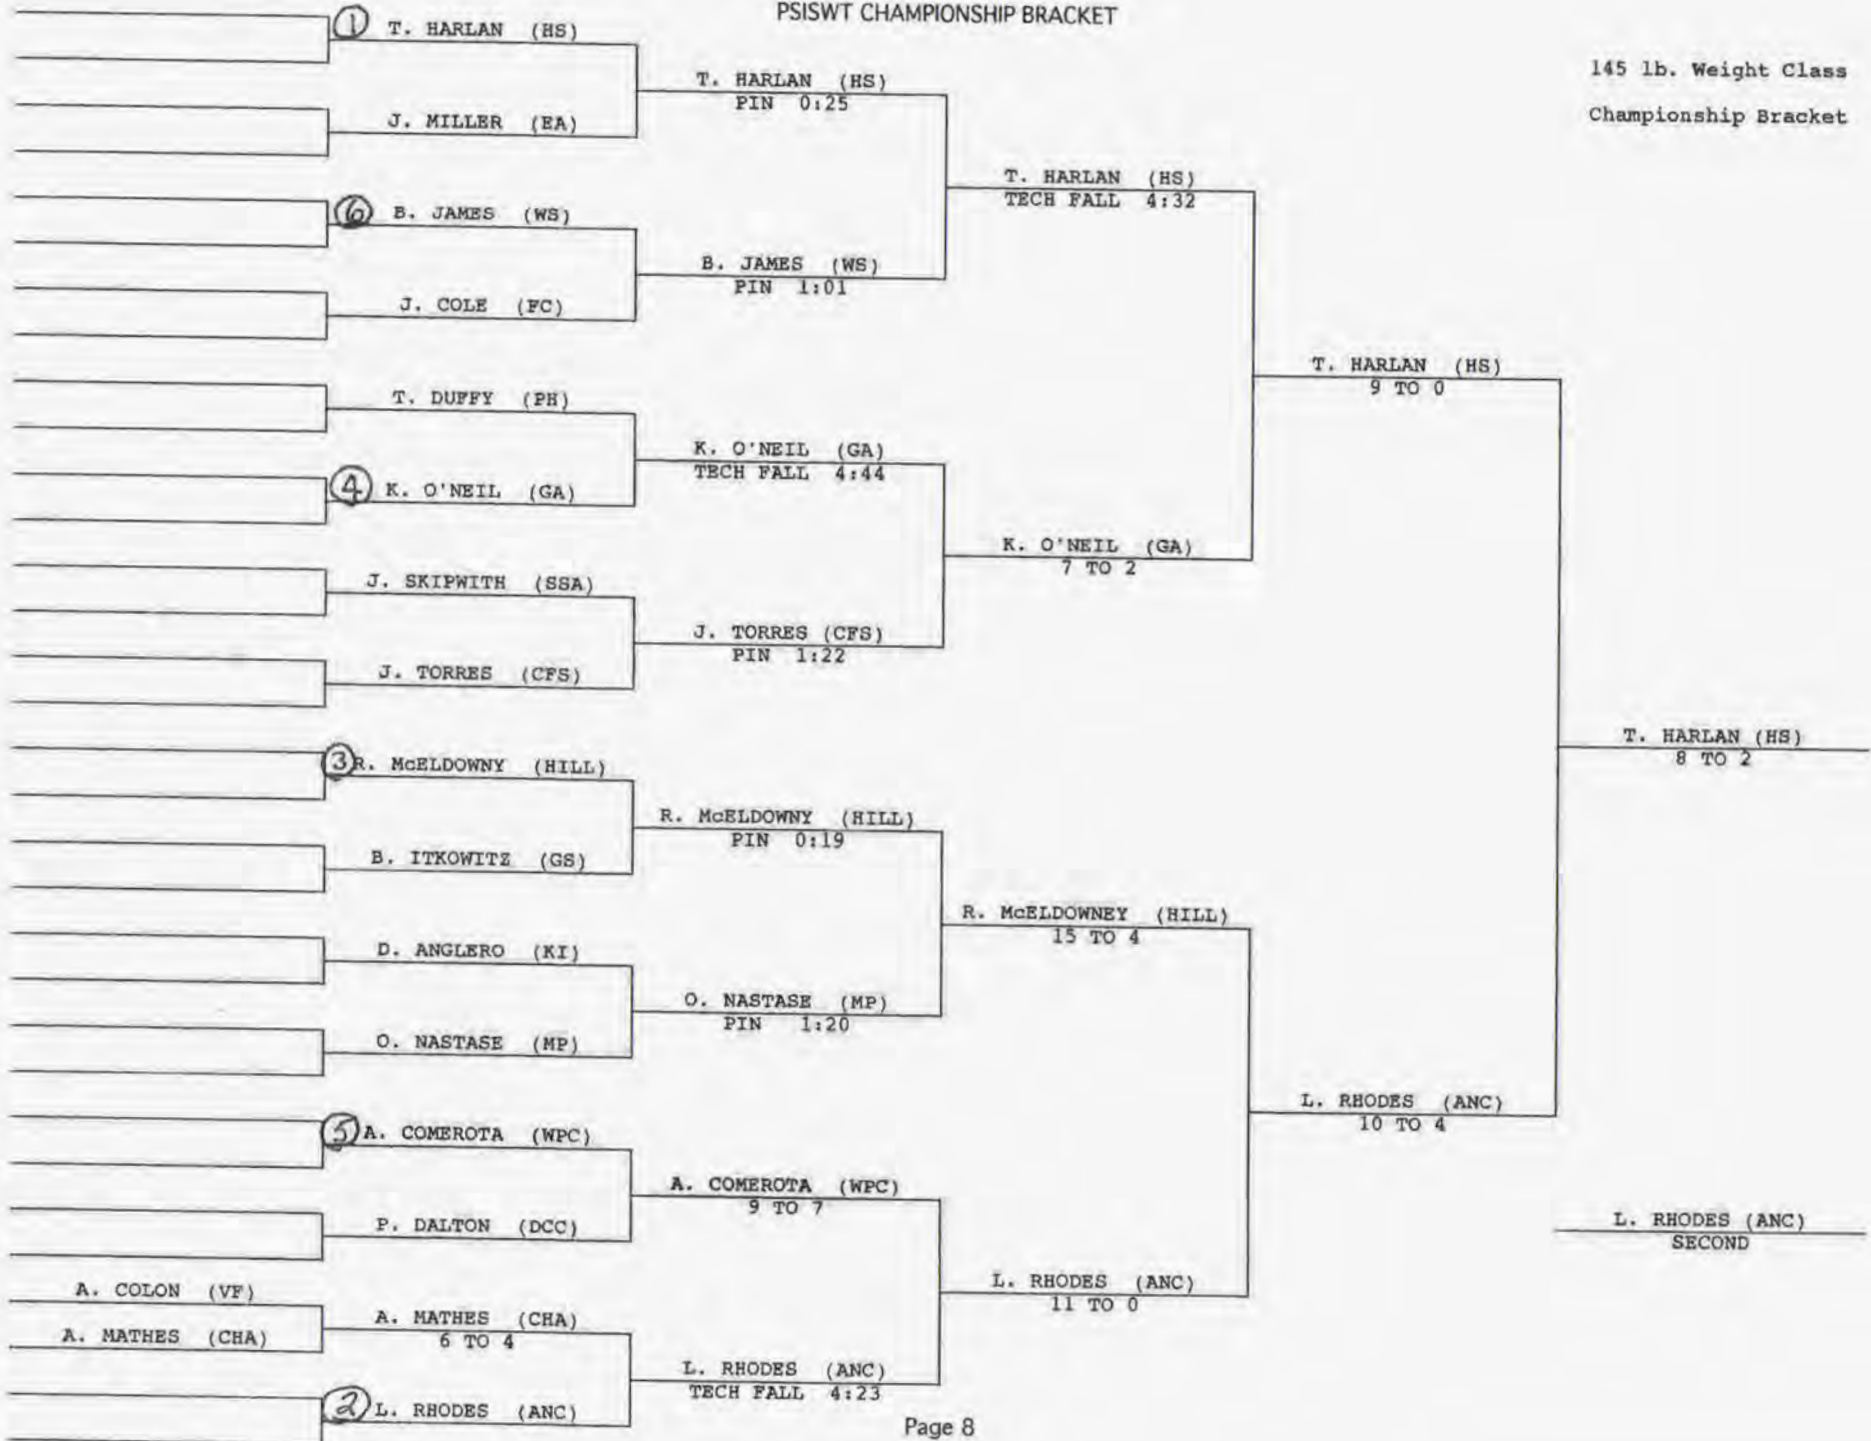 PSISWT CHAMPIONSHIP BRACKET
145 lb. Weight Class
Championship Bracket
① T. HARLAN (HS)
J. MILLER (EA)
⑥ B. JAMES (WS)
J. COLE (FC)
T. DUFFY (PH)
④ K. O'NEIL (GA)
J. SKIPWITH (SSA)
J. TORRES (CFS)
③ R. McELDOWNY (HILL)
B. ITKOWITZ (GS)
D. ANGLERO (KI)
O. NASTASE (MP)
⑤ A. COMEROTA (WPC)
P. DALTON (DCC)
A. COLON (VF)
A. MATHES (CHA)
A. MATHES (CHA)
6 TO 4
② L. RHODES (ANC)
T. HARLAN (HS)
PIN 0:25
B. JAMES (WS)
PIN 1:01
K. O'NEIL (GA)
TECH FALL 4:44
J. TORRES (CFS)
PIN 1:22
R. McELDOWNY (HILL)
PIN 0:19
O. NASTASE (MP)
PIN 1:20
A. COMEROTA (WPC)
9 TO 7
L. RHODES (ANC)
TECH FALL 4:23
T. HARLAN (HS)
TECH FALL 4:32
K. O'NEIL (GA)
7 TO 2
R. McELDOWNEY (HILL)
15 TO 4
L. RHODES (ANC)
11 TO 0
T. HARLAN (HS)
9 TO 0
L. RHODES (ANC)
10 TO 4
T. HARLAN (HS)
8 TO 2
L. RHODES (ANC)
SECOND
Page 8